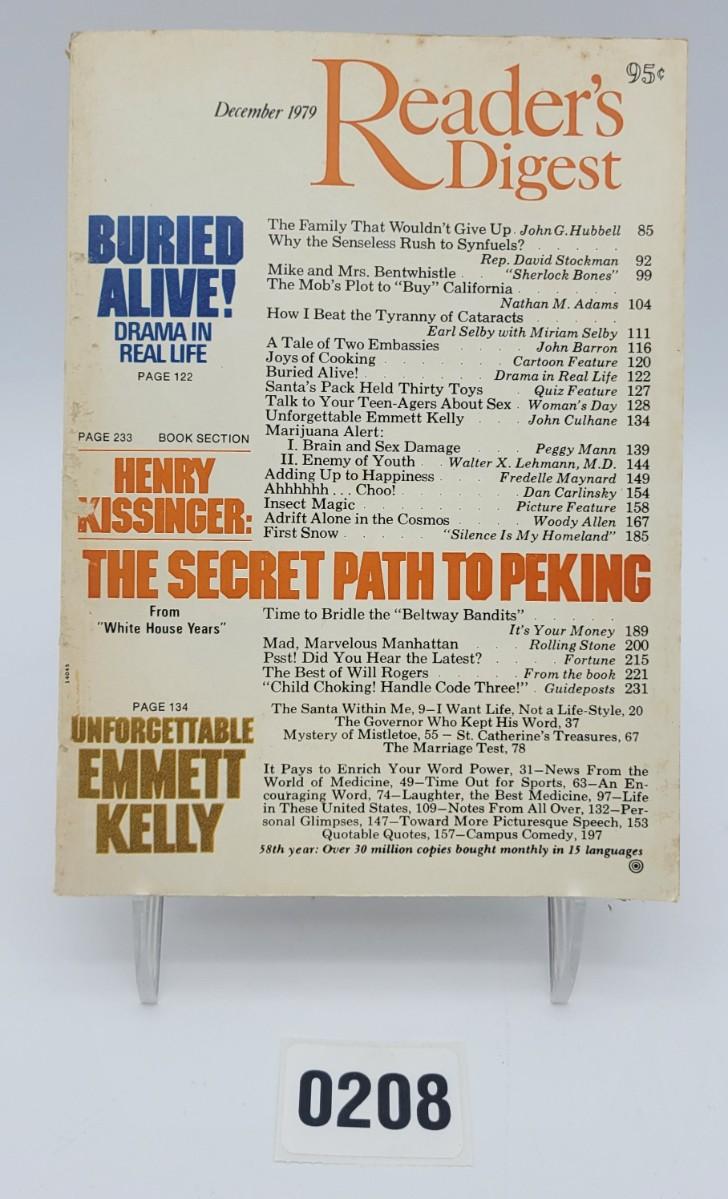 95¢
December 1979
Reader's
Digest
BURIED
ALIVE!
DRAMA IN
REAL LIFE
PAGE 122
The Family That Wouldn't Give Up. John G. Hubbell 85
Why the Senseless Rush to Synfuels? . . . . .
Rep. David Stockman 92
Mike and Mrs. Bentwhistle . . "Sherlock Bones" 99
The Mob's Plot to "Buy" California . . . . . .
Nathan M. Adams 104
How I Beat the Tyranny of Cataracts . . . . .
Earl Selby with Miriam Selby 111
A Tale of Two Embassies . . . . John Barron 116
Joys of Cooking . . . . . . Cartoon Feature 120
Buried Alive! . . . . . Drama in Real Life 122
Santa's Pack Held Thirty Toys . Quiz Feature 127
Talk to Your Teen-Agers About Sex . Woman's Day 128
Unforgettable Emmett Kelly . . . John Culhane 134
Marijuana Alert:
I. Brain and Sex Damage . . . Peggy Mann 139
II. Enemy of Youth . . Walter X. Lehmann, M.D. 144
Adding Up to Happiness . . . Fredelle Maynard 149
Ahhhhhh . . . Choo! . . . . . Dan Carlinsky 154
Insect Magic . . . . . . . Picture Feature 158
Adrift Alone in the Cosmos . . . Woody Allen 167
First Snow . . . . . "Silence Is My Homeland" 185
PAGE 233 BOOK SECTION
HENRY
KISSINGER:
THE SECRET PATH TO PEKING
From
"White House Years"
Time to Bridle the "Beltway Bandits" . . . . .
It's Your Money 189
Mad, Marvelous Manhattan . . . Rolling Stone 200
Psst! Did You Hear the Latest? . . . . Fortune 215
The Best of Will Rogers . . . . From the book 221
"Child Choking! Handle Code Three!" . Guideposts 231
14045
PAGE 134
UNFORGETTABLE
EMMETT
KELLY
The Santa Within Me, 9—I Want Life, Not a Life-Style, 20
The Governor Who Kept His Word, 37
Mystery of Mistletoe, 55 — St. Catherine's Treasures, 67
The Marriage Test, 78
It Pays to Enrich Your Word Power, 31—News From the
World of Medicine, 49—Time Out for Sports, 63—An En-
couraging Word, 74—Laughter, the Best Medicine, 97—Life
in These United States, 109—Notes From All Over, 132—Per-
sonal Glimpses, 147—Toward More Picturesque Speech, 153
Quotable Quotes, 157—Campus Comedy, 197
58th year: Over 30 million copies bought monthly in 15 languages
0208